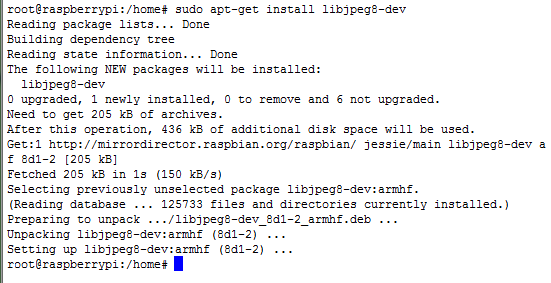 root@raspberrypi:/home# sudo apt-get install libjpeg8-dev
Reading package lists... Done
Building dependency tree
Reading state information... Done
The following NEW packages will be installed:
  libjpeg8-dev
0 upgraded, 1 newly installed, 0 to remove and 6 not upgraded.
Need to get 205 kB of archives.
After this operation, 436 kB of additional disk space will be used.
Get:1 http://mirrordirector.raspbian.org/raspbian/ jessie/main libjpeg8-dev a
f 8d1-2 [205 kB]
Fetched 205 kB in 1s (150 kB/s)
Selecting previously unselected package libjpeg8-dev:armhf.
(Reading database ... 125733 files and directories currently installed.)
Preparing to unpack .../libjpeg8-dev_8d1-2_armhf.deb ...
Unpacking libjpeg8-dev:armhf (8d1-2) ...
Setting up libjpeg8-dev:armhf (8d1-2) ...
root@raspberrypi:/home#